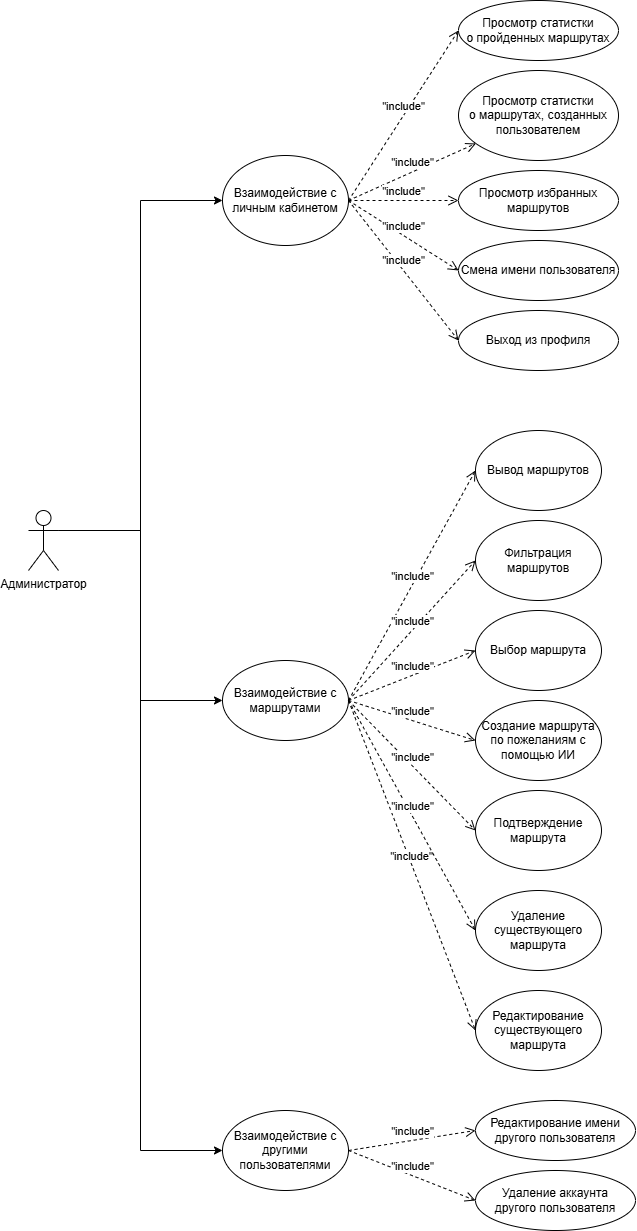 Просмотр статистки
о пройденных маршрутах
"include"
Просмотр статистки
о маршрутах, созданных
пользователем
"include"
Взаимодействие с
личным кабинетом
"include"
Просмотр избранных
маршрутов
"include"
Смена имени пользователя
"include"
Выход из профиля
Вывод маршрутов
Администратор
"include"
Фильтрация
маршрутов
"include"
Выбор маршрута
"include"
Взаимодействие с
маршрутами
"include"
Создание маршрута
по пожеланиям с
помощью ИИ
"include"
Подтверждение
маршрута
"include"
Удаление
существующего
маршрута
"include"
Редактирование
существующего
маршрута
Взаимодействие с
другими
пользователями
"include"
Редактирование имени
другого пользователя
"include"
Удаление аккаунта
другого пользователя